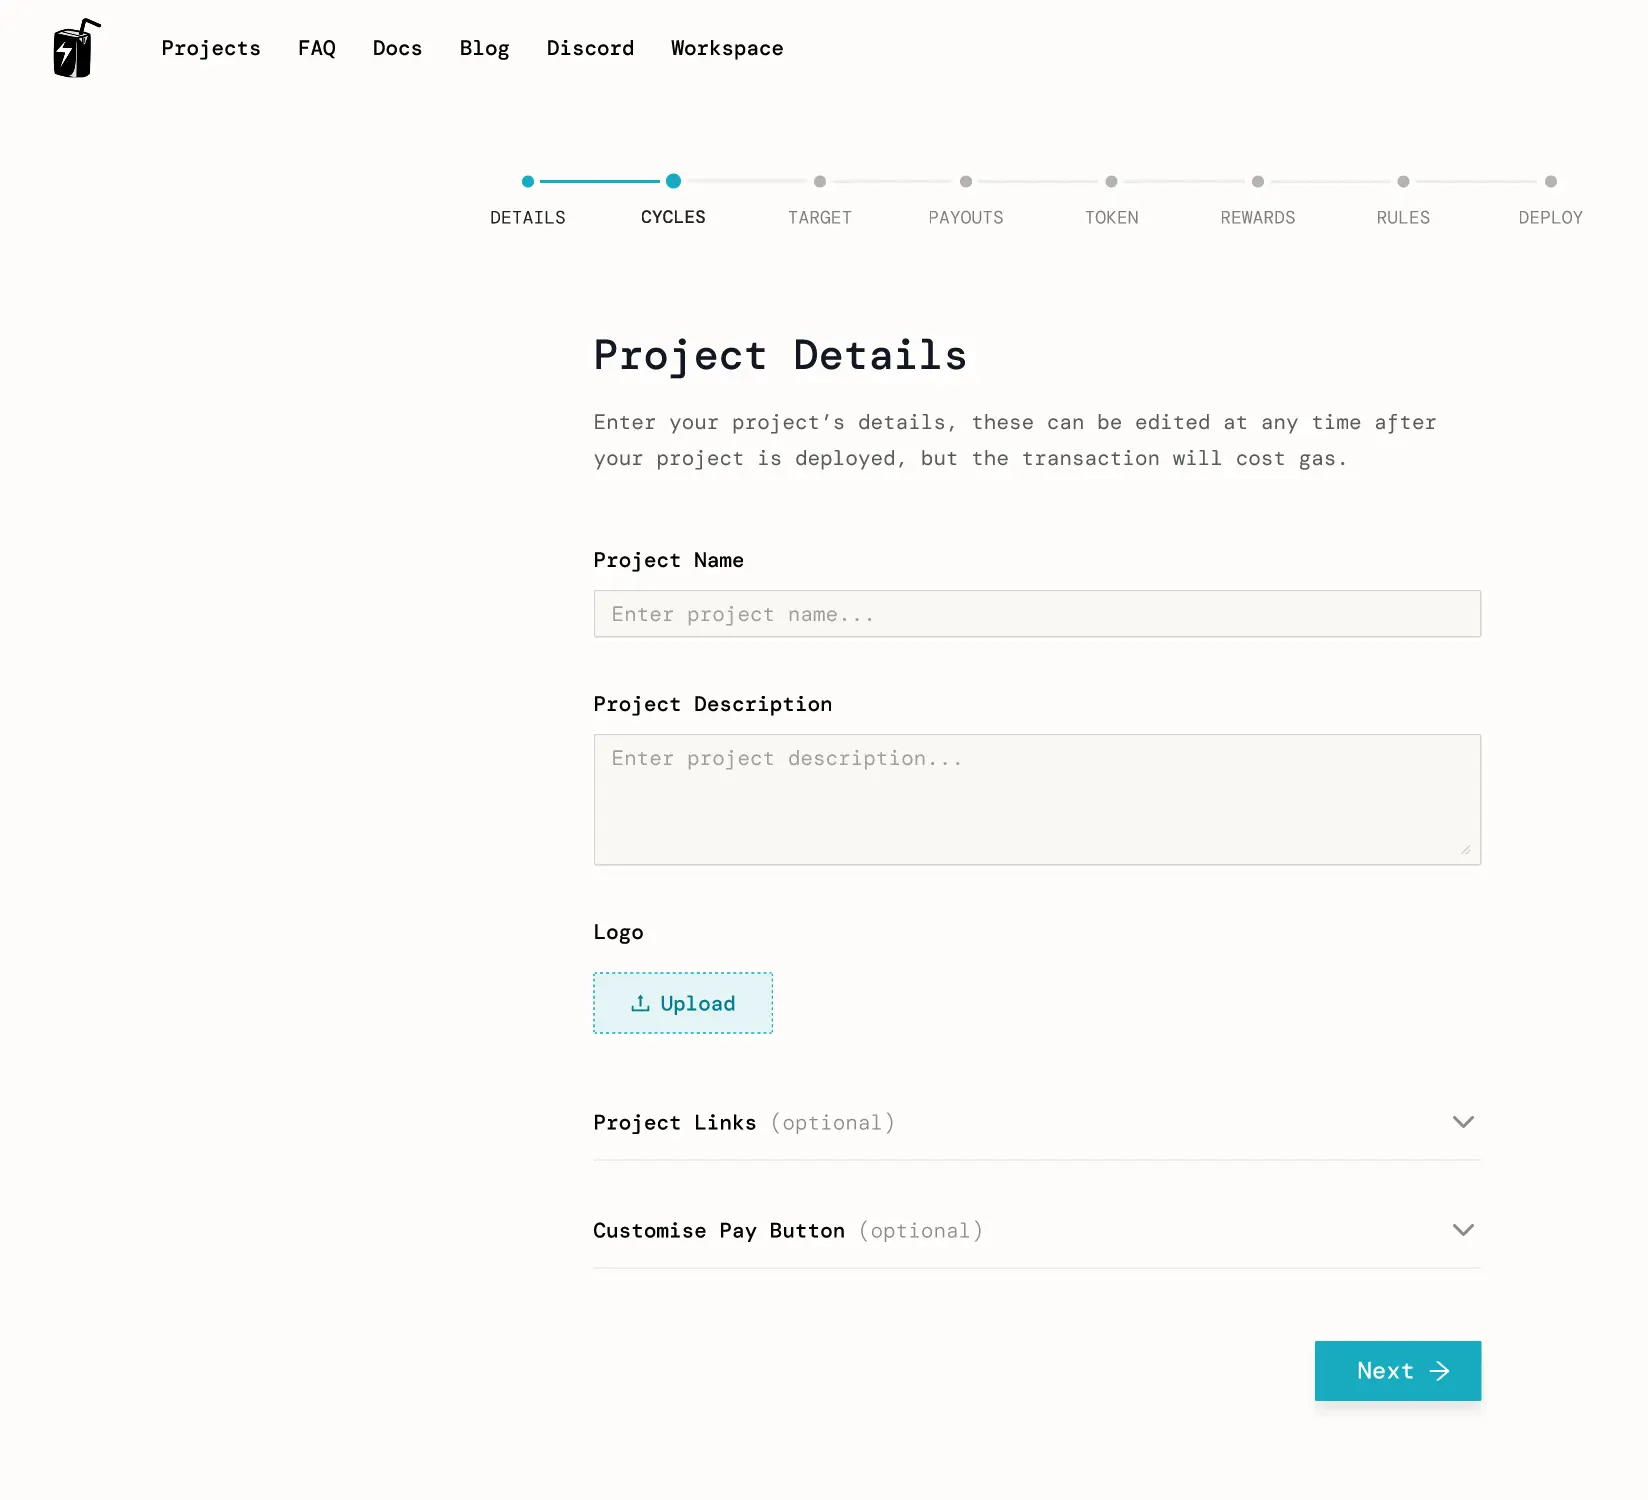 Projects FAQ Docs Blog Discord Workspace
DETAILS CYCLES TARGET PAYOUTS TOKEN REWARDS RULES DEPLOY
Project Details
Enter your project’s details, these can be edited at any time after
your project is deployed, but the transaction will cost gas.
Project Name
Enter project name...
Project Description
Enter project description...
Logo
Upload
Project Links (optional)
Customise Pay Button (optional)
Next